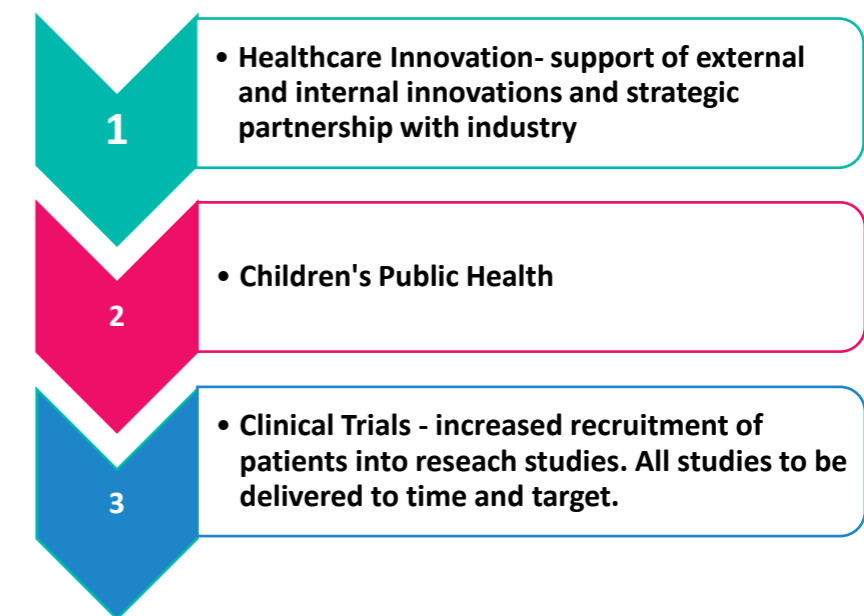 1
• Healthcare Innovation- support of external
and internal innovations and strategic
partnership with industry
2
• Children's Public Health
3
• Clinical Trials - increased recruitment of
patients into reseach studies. All studies to be
delivered to time and target.